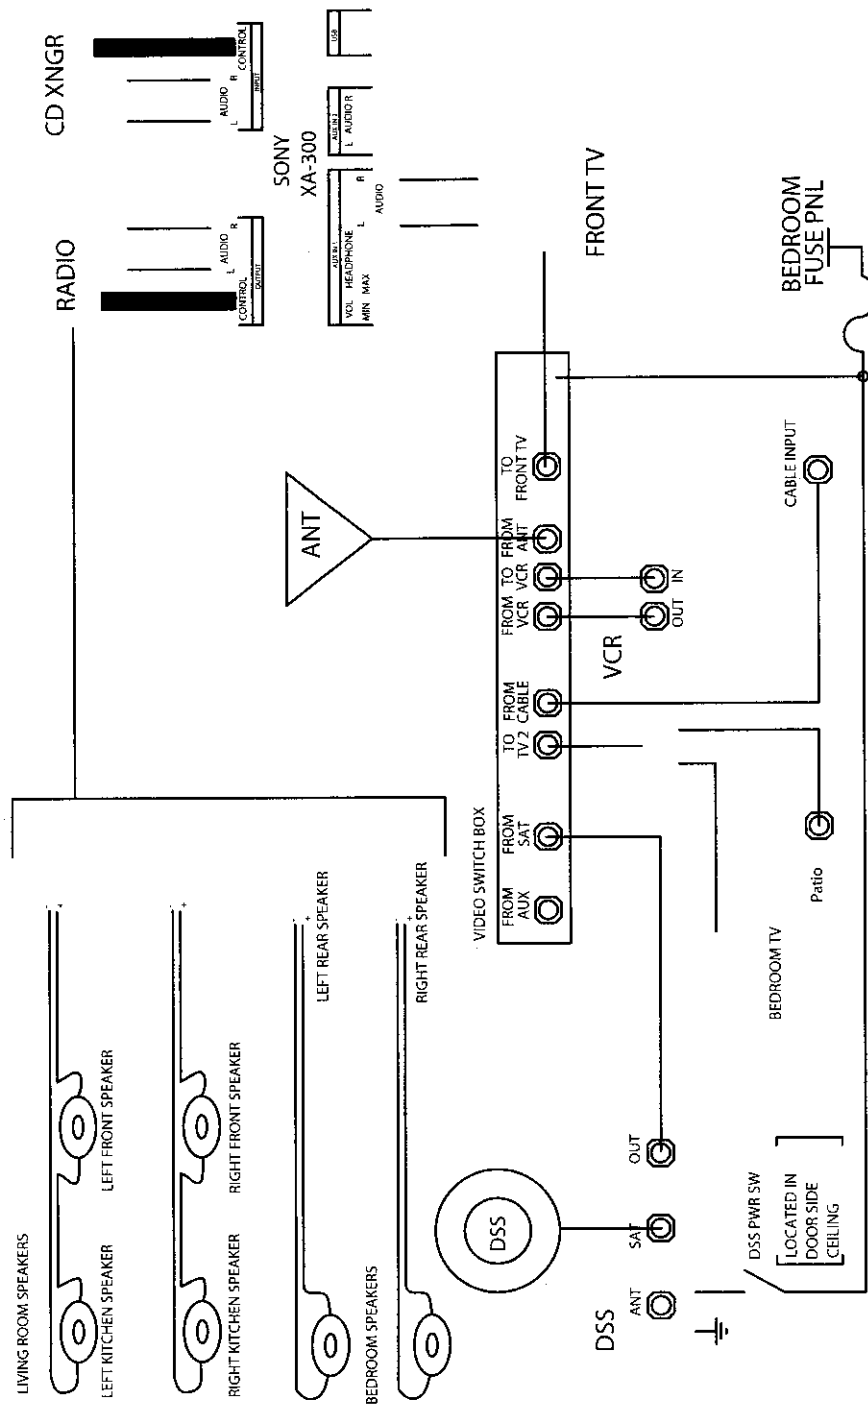 LIVING ROOM SPEAKERS
LEFT KITCHEN SPEAKER
LEFT FRONT SPEAKER
+
RIGHT KITCHEN SPEAKER
RIGHT FRONT SPEAKER
+
LEFT REAR SPEAKER
+
BEDROOM SPEAKERS
RIGHT REAR SPEAKER
+
RADIO
CONTROL
L AUDIO R
OUTPUT
CD XNGR
L AUDIO R
CONTROL
INPUT
SONY
XA-300
AUX IN 1
VOL HEADPHONE
MIN MAX
L R
AUDIO
AUX IN 2
L AUDIO R
USB
ANT
FRONT TV
VIDEO SWITCH BOX
FROM
AUX
FROM
SAT
TO
TV 2
FROM
CABLE
FROM
VCR
TO
VCR
FROM
ANT
TO
FRONT TV
VCR
OUT
IN
DSS
DSS
ANT
SAT
OUT
DSS PWR SW
LOCATED IN
DOOR SIDE
CEILING
BEDROOM TV
Patio
CABLE INPUT
BEDROOM
FUSE PNL